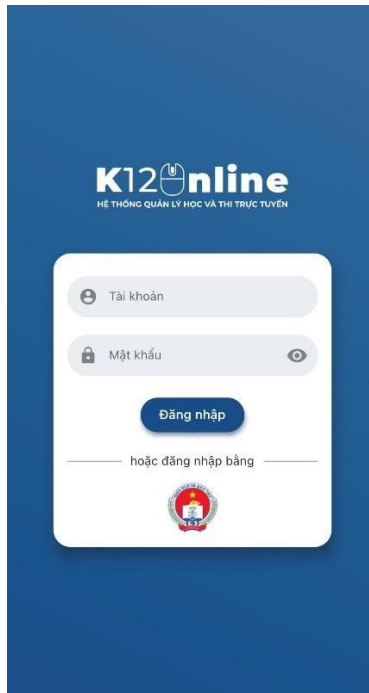 K12Online
HỆ THỐNG QUẢN LÝ HỌC VÀ THI TRỰC TUYẾN
Tài khoản
Mật khẩu
Đăng nhập
hoặc đăng nhập bằng